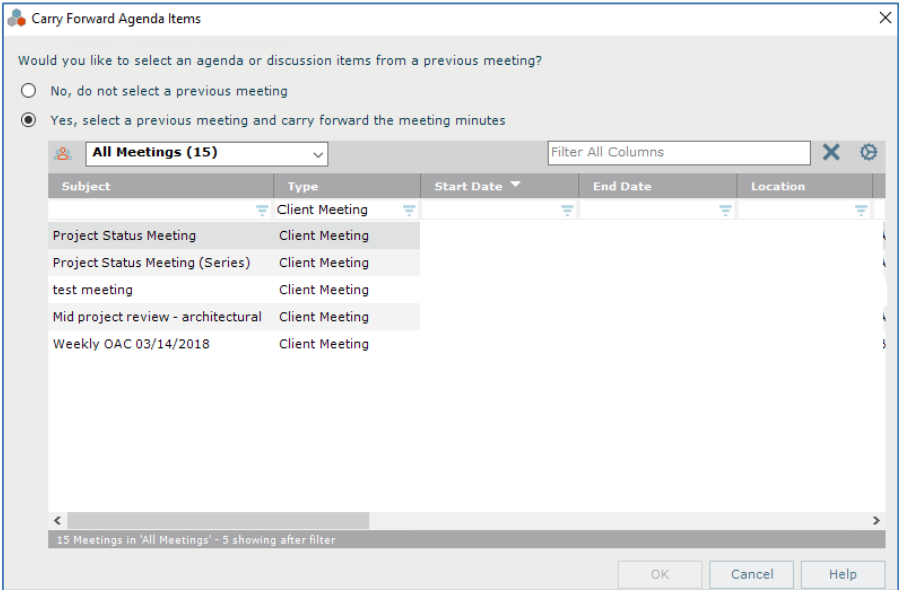 Carry Forward Agenda Items
Would you like to select an agenda or discussion items from a previous meeting?
No, do not select a previous meeting
Yes, select a previous meeting and carry forward the meeting minutes
All Meetings (15) Filter All Columns
Subject Type Start Date End Date Location
Client Meeting
Project Status Meeting Client Meeting
Project Status Meeting (Series) Client Meeting
test meeting Client Meeting
Mid project review - architectural Client Meeting
Weekly OAC 03/14/2018 Client Meeting
15 Meetings in 'All Meetings' - 5 showing after filter
OK Cancel Help